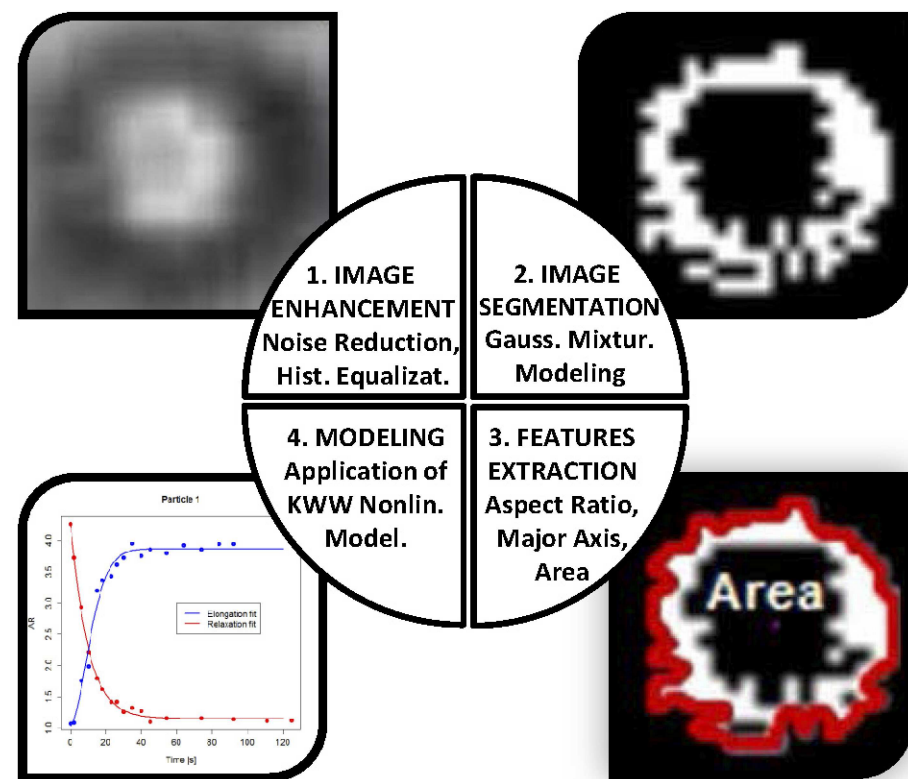 1. IMAGE
ENHANCEMENT
Noise Reduction,
Hist. Equalizat.
2. IMAGE
SEGMENTATION
Gauss. Mixtur.
Modeling
4. MODELING
Application of
KWW Nonlin.
Model.
3. FEATURES
EXTRACTION
Aspect Ratio,
Major Axis,
Area
Particle 1
AR
4.0
3.5
3.0
2.5
2.0
1.5
1.0
Elongation fit
Relaxation fit
0 20 40 60 80 100 120
Time [s]
Area